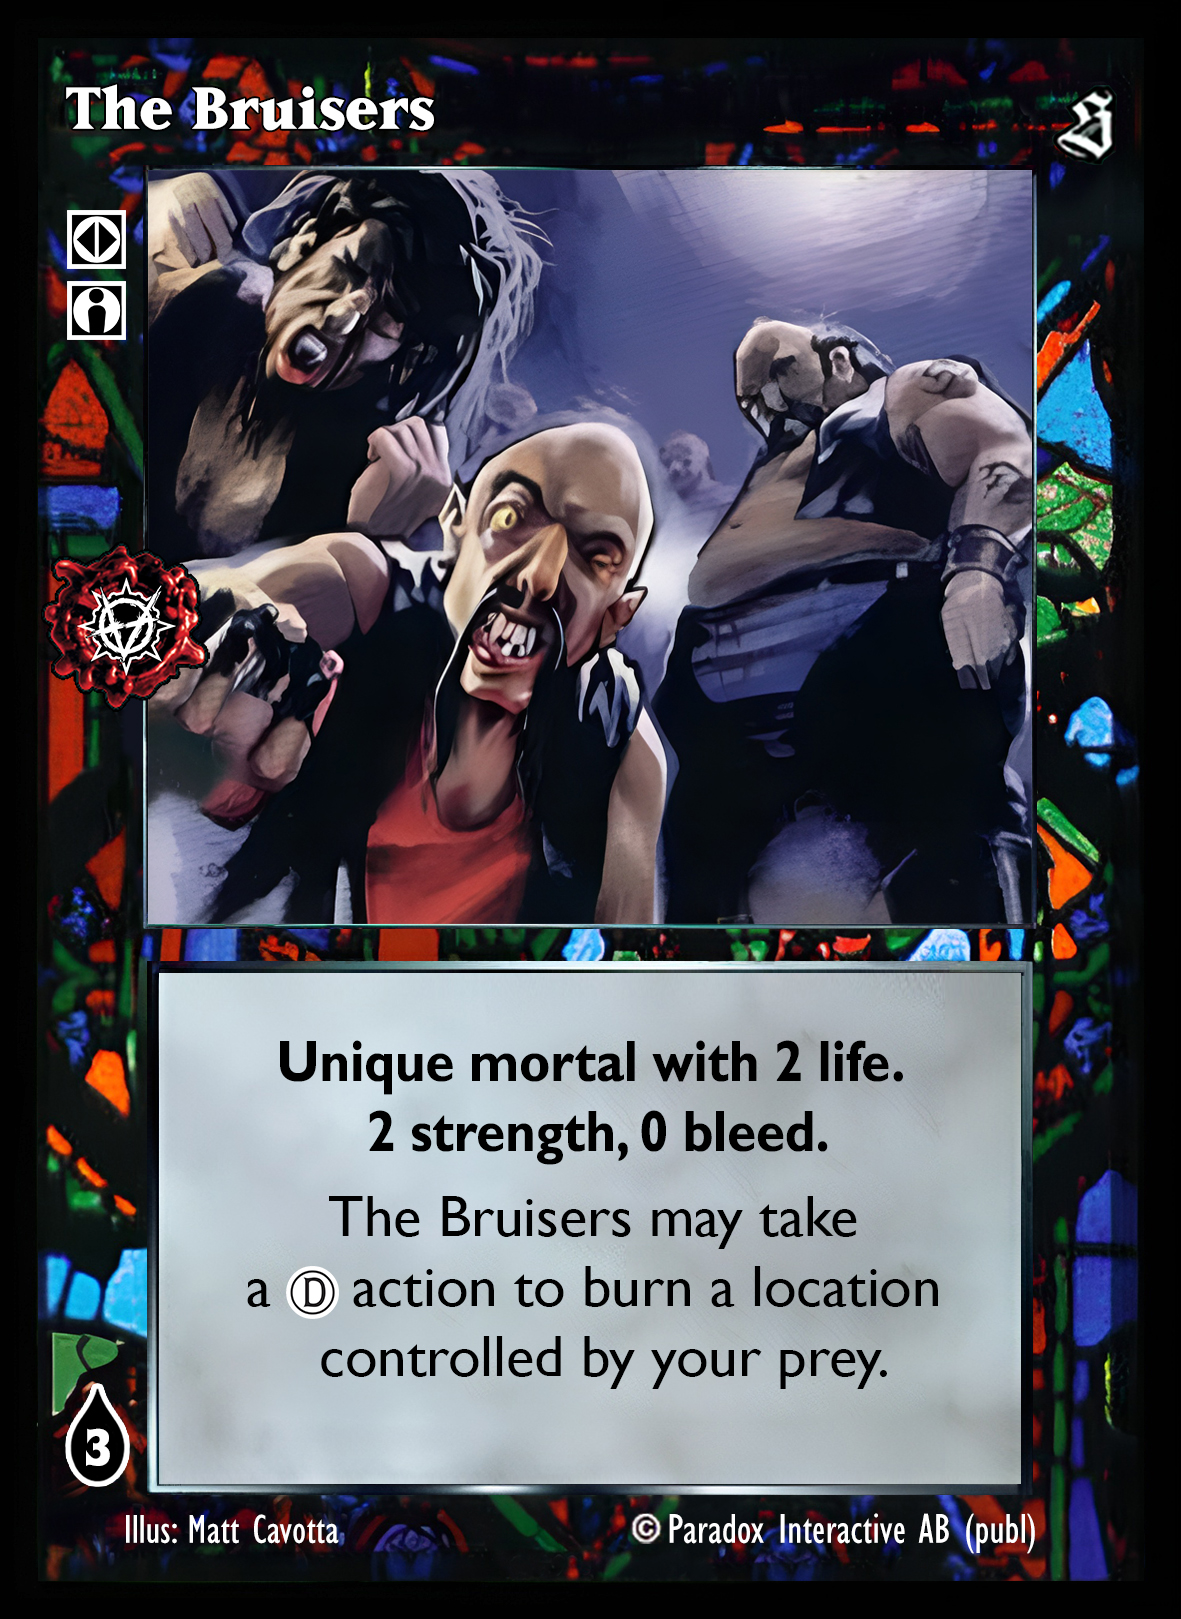 The Bruisers
Unique mortal with 2 life.
2 strength, 0 bleed.
The Bruisers may take
a Ⓓ action to burn a location
controlled by your prey.
3
Illus: Matt Cavotta
© Paradox Interactive AB (publ)